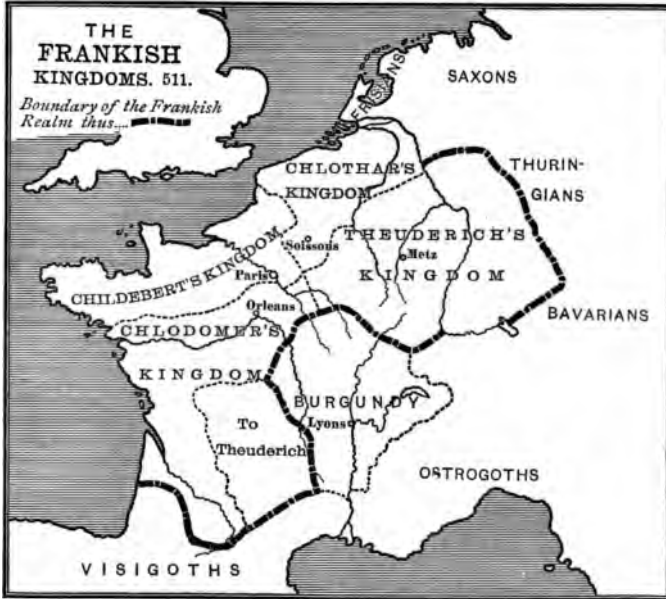 THE
FRANKISH
KINGDOMS. 511.
Boundary of the Frankish
Realm thus....
FRISIANS
SAXONS
CHLOTHAR'S
KINGDOM
THURIN-
GIANS
THEUDERICH'S
KINGDOM
Soissons
Metz
Paris
CHILDEBERT'S KINGDOM
Orleans
CHLODOMER'S
KINGDOM
BAVARIANS
BURGUNDY
Lyons
To
Theuderich
OSTROGOTHS
VISIGOTHS